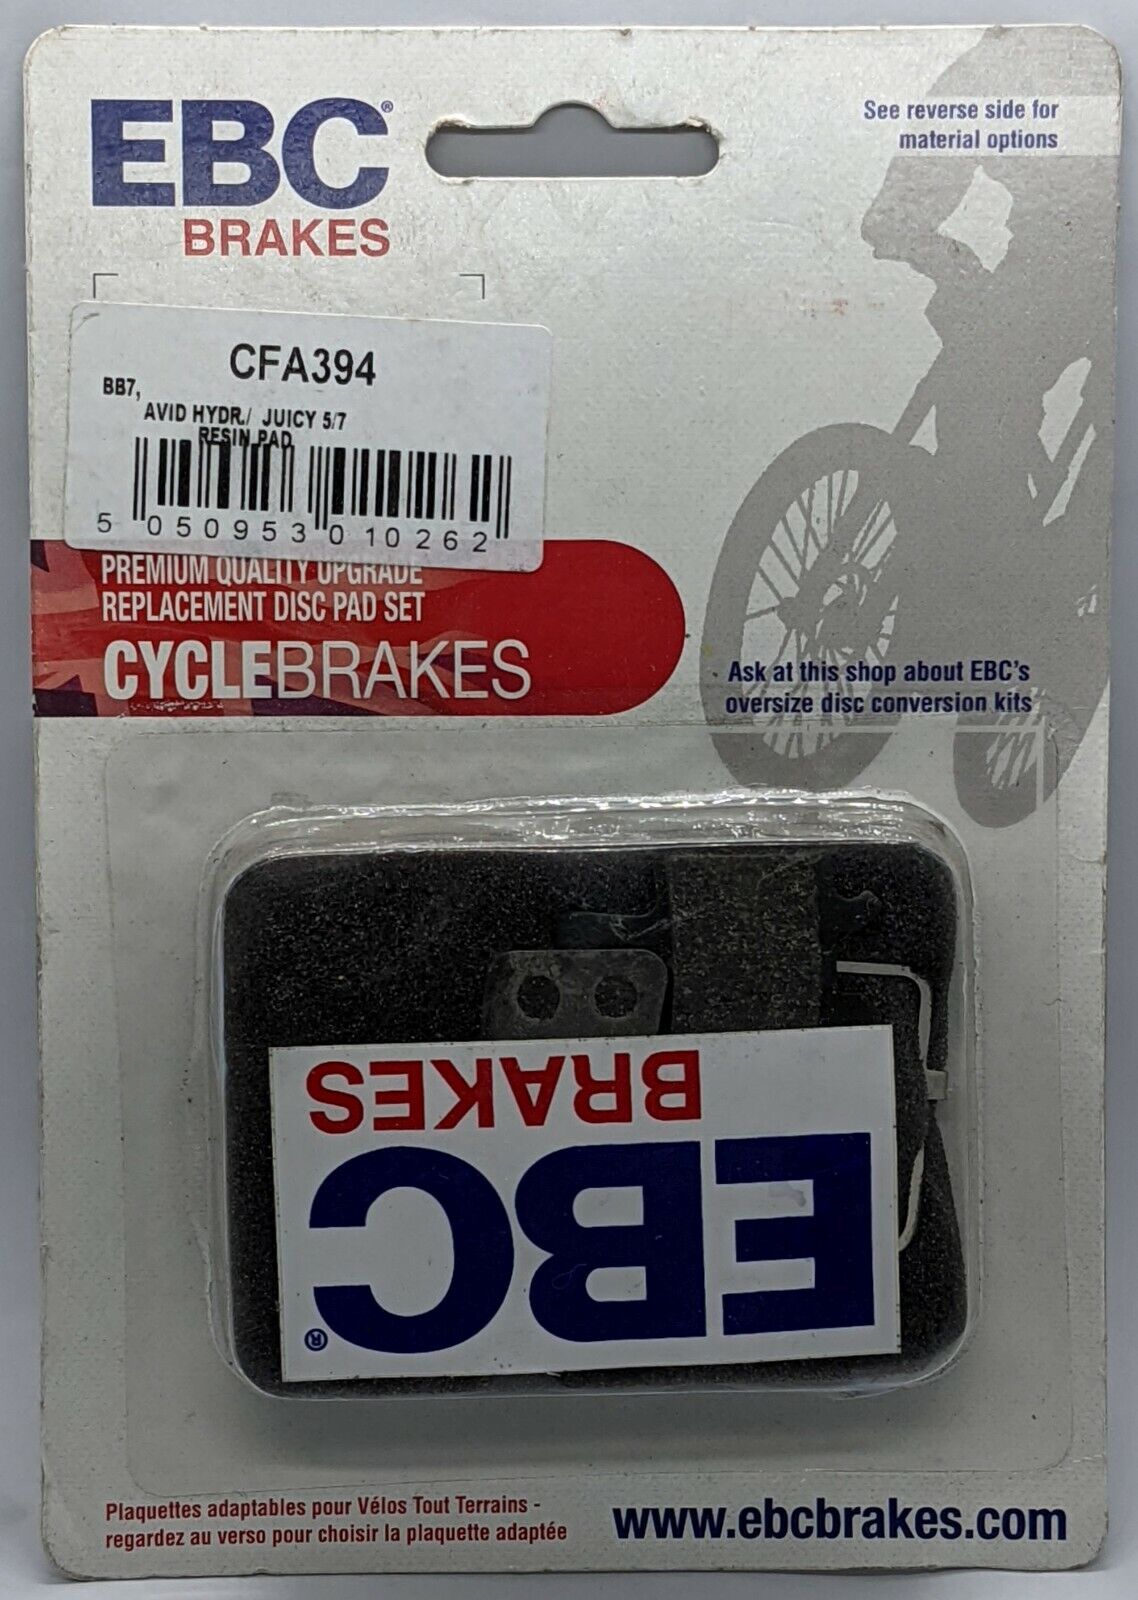 EBC®
BRAKES
See reverse side for
material options
CFA394
BB7,
AVID HYDR./ JUICY 5/7
RESIN PAD
5 050953 010262
PREMIUM QUALITY UPGRADE
REPLACEMENT DISC PAD SET
CYCLEBRAKES
Ask at this shop about EBC's
oversize disc conversion kits
EBC®
BRAKES
Plaquettes adaptables pour Vélos Tout Terrains -
regardez au verso pour choisir la plaquette adaptée
www.ebcbrakes.com